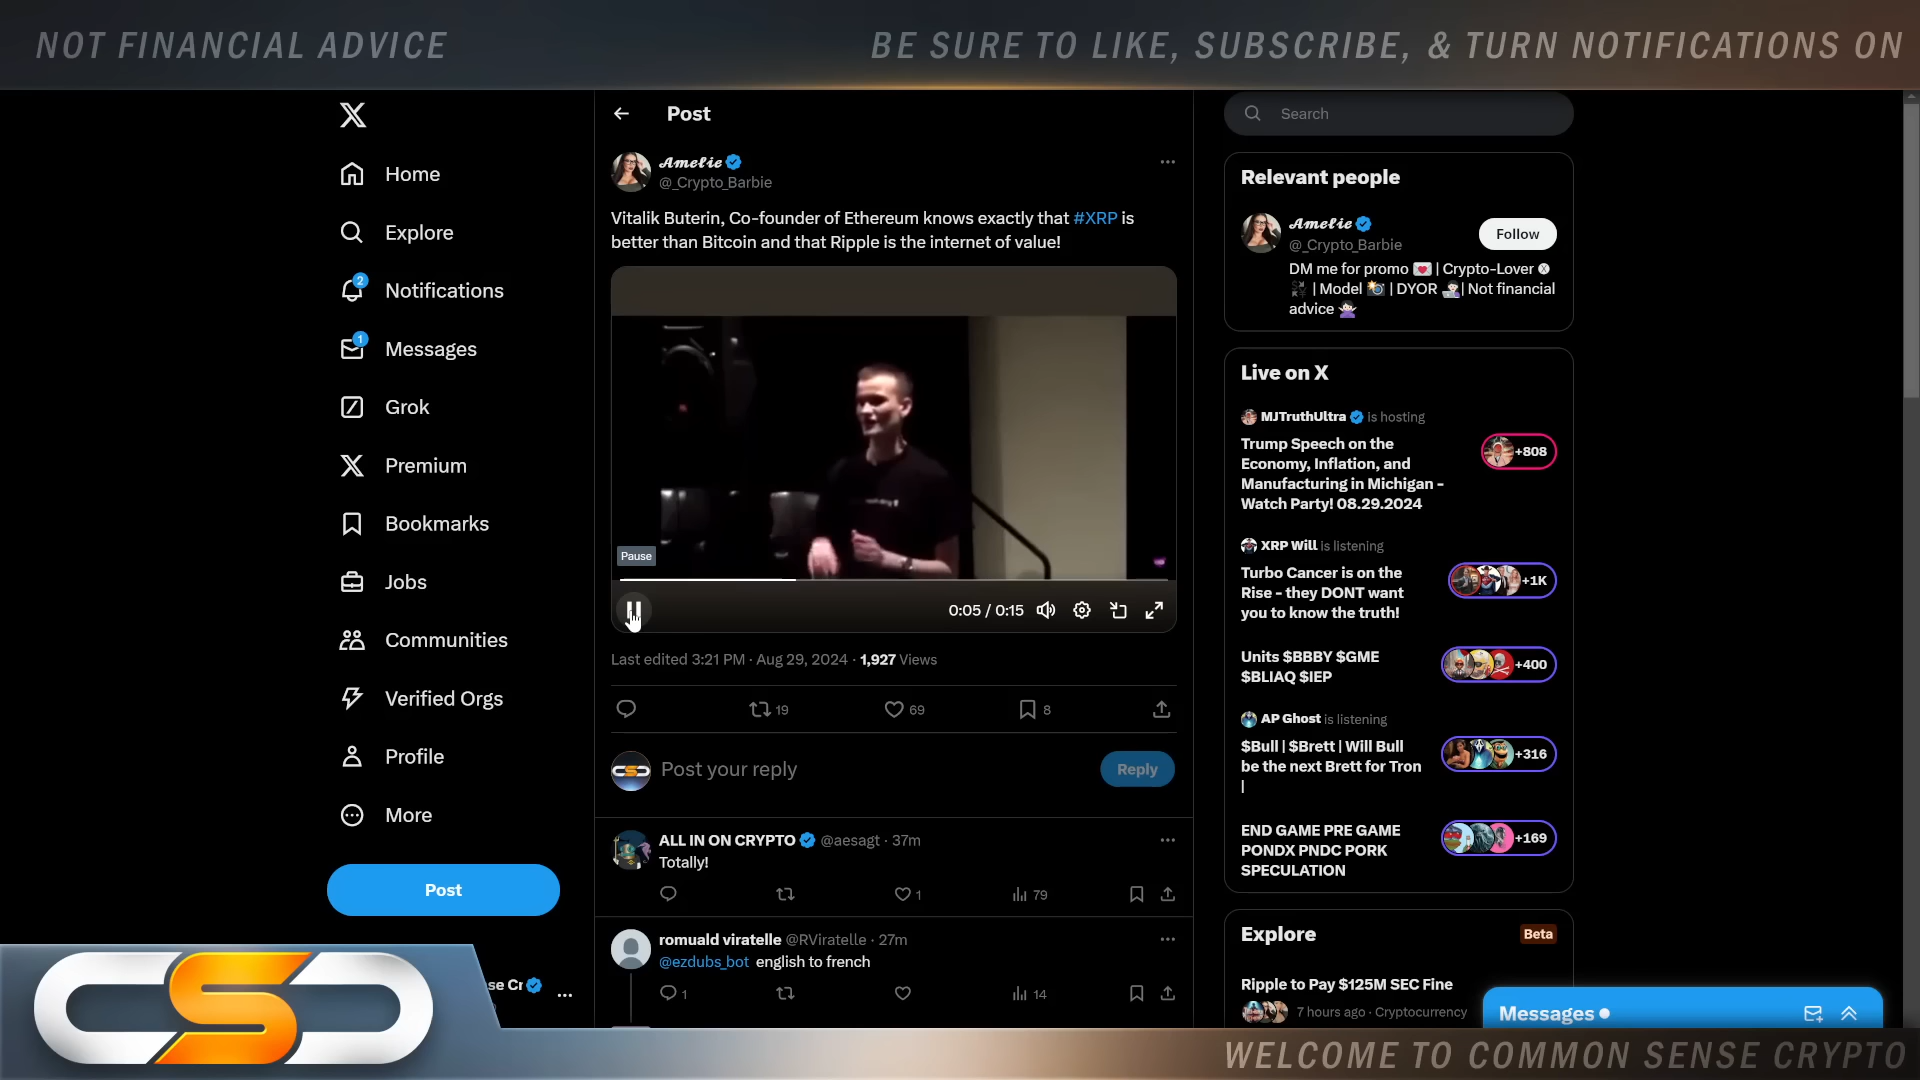 NOT FINANCIAL ADVICE
BE SURE TO LIKE, SUBSCRIBE, & TURN NOTIFICATIONS ON
Home
Explore
2
Notifications
1
Messages
Grok
Premium
Bookmarks
Jobs
Communities
Verified Orgs
Profile
More
Post
se Cr
Post
Amelie
@_Crypto_Barbie
Vitalik Buterin, Co-founder of Ethereum knows exactly that #XRP is
better than Bitcoin and that Ripple is the internet of value!
Pause
0:05 / 0:15
Last edited 3:21 PM · Aug 29, 2024 · 1,927 Views
19
69
8
CSC
Post your reply
Reply
ALL IN ON CRYPTO @aesagt · 37m
Totally!
1
79
romuald viratelle @RViratelle · 27m
@ezdubs_bot english to french
1
14
Search
Relevant people
Amelie
@_Crypto_Barbie
Follow
DM me for promo 💌 | Crypto-Lover
| Model 📸 | DYOR 👩🏻‍💻 | Not financial
advice 🙅🏻‍♀️
Live on X
MJTruthUltra is hosting
Trump Speech on the
Economy, Inflation, and
Manufacturing in Michigan -
Watch Party! 08.29.2024
+808
XRP Will is listening
Turbo Cancer is on the
Rise - they DONT want
you to know the truth!
+1K
Units $BBBY $GME
$BLIAQ $IEP
+400
AP Ghost is listening
$Bull | $Brett | Will Bull
be the next Brett for Tron
|
+316
END GAME PRE GAME
PONDX PNDC PORK
SPECULATION
+169
Explore
Beta
Ripple to Pay $125M SEC Fine
7 hours ago · Cryptocurrency
Messages
CSC
WELCOME TO COMMON SENSE CRYPTO